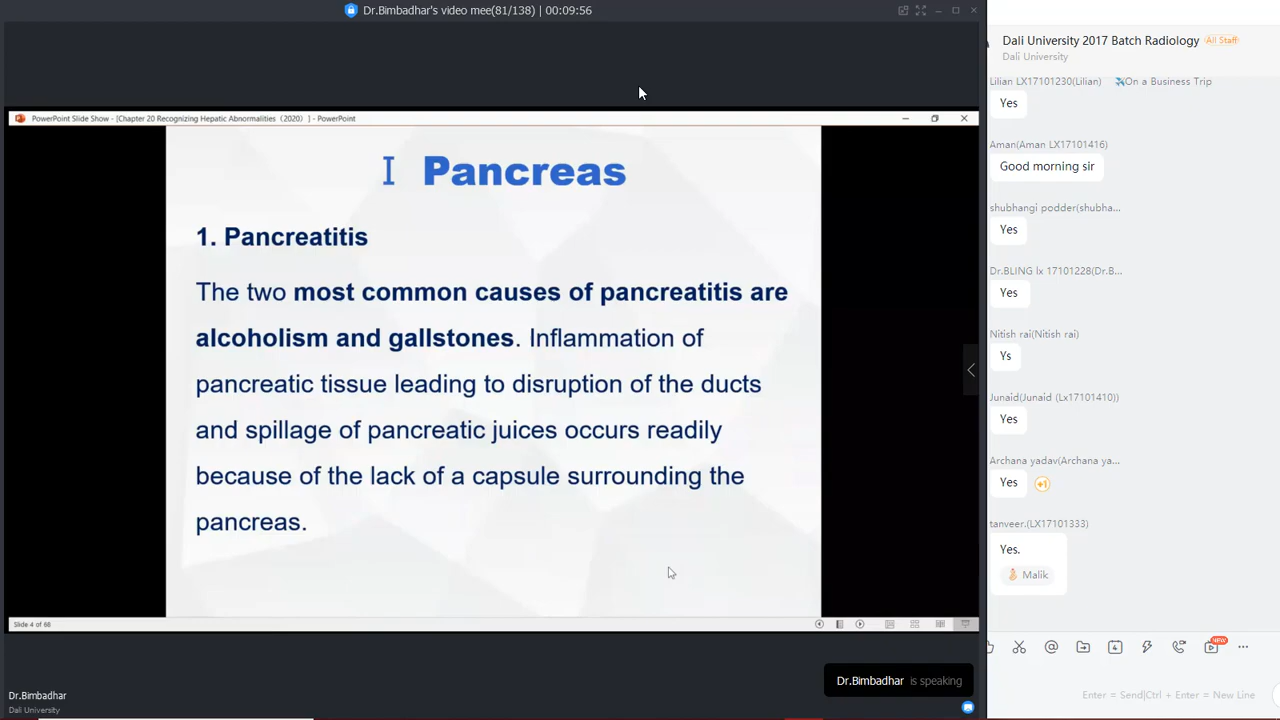 Dr.Bimbadhar's video mee(81/138) | 00:09:56
PowerPoint Slide Show - [Chapter 20 Recognizing Hepatic Abnormalities（2020）] - PowerPoint
I Pancreas
1. Pancreatitis
The two most common causes of pancreatitis are
alcoholism and gallstones. Inflammation of
pancreatic tissue leading to disruption of the ducts
and spillage of pancreatic juices occurs readily
because of the lack of a capsule surrounding the
pancreas.
Slide 4 of 66
Dr.Bimbadhar is speaking
Dr.Bimbadhar
Dali University
Dali University 2017 Batch Radiology All Staff
Dali University
Lilian LX17101230(Lilian) On a Business Trip
Yes
Aman(Aman LX17101416)
Good morning sir
shubhangi podder(shubha...
Yes
Dr.BLING lx 17101228(Dr.B...
Yes
Nitish rai(Nitish rai)
Ys
Junaid(Junaid (Lx17101410))
Yes
Archana yadav(Archana ya...
Yes +1
tanveer.(LX17101333)
Yes.
Malik
4
NEW
Enter = Send|Ctrl + Enter = New Line